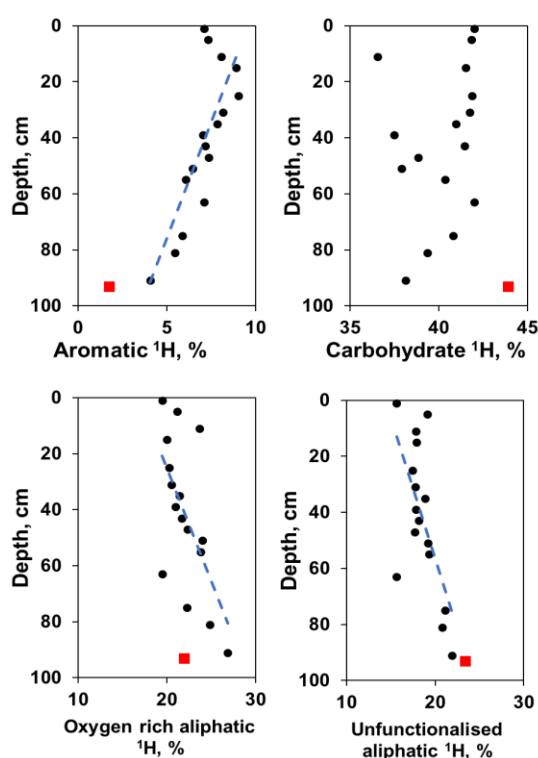 0
20
40
60
80
100
Depth, cm
0 5 10
Aromatic ¹H, %
0
20
40
60
80
100
Depth, cm
35 40 45
Carbohydrate ¹H, %
0
20
40
60
80
100
Depth, cm
10 20 30
Oxygen rich aliphatic
¹H, %
0
20
40
60
80
100
Depth, cm
10 20 30
Unfunctionalised
aliphatic ¹H, %